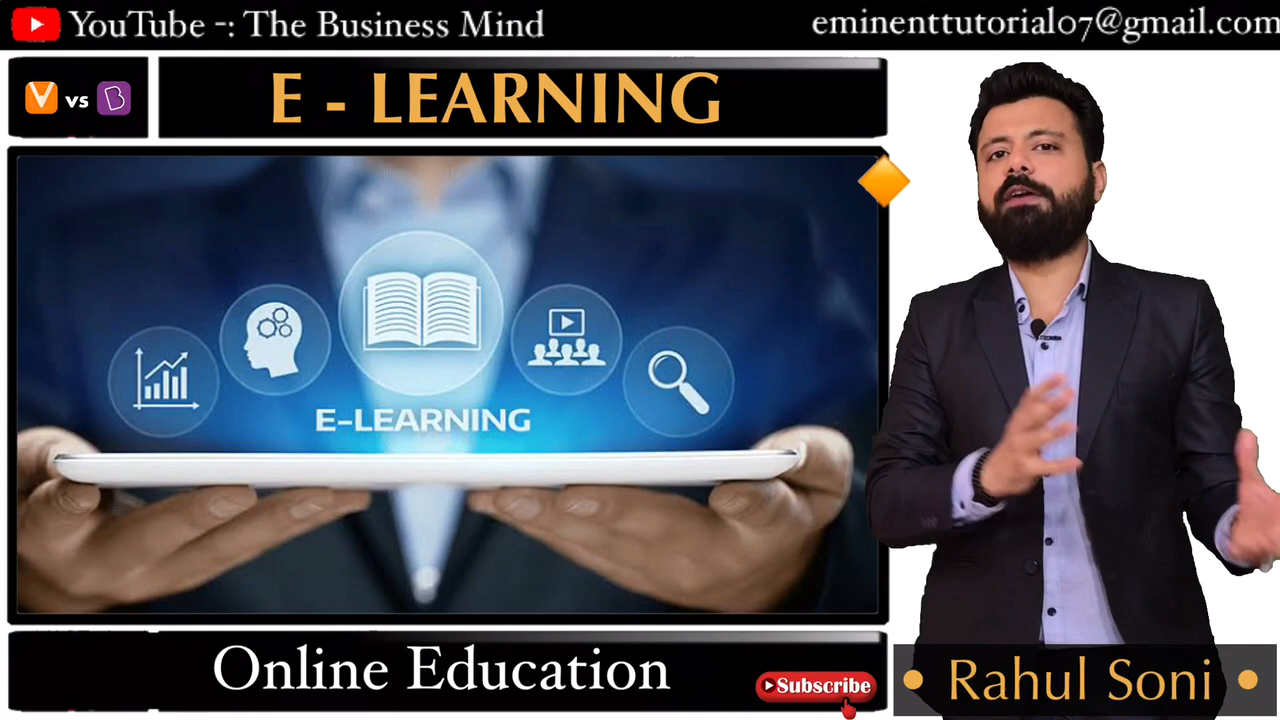 YouTube -: The Business Mind
eminenttutorial07@gmail.com
V vs B
E - LEARNING
E-LEARNING
Online Education
Subscribe
• Rahul Soni •